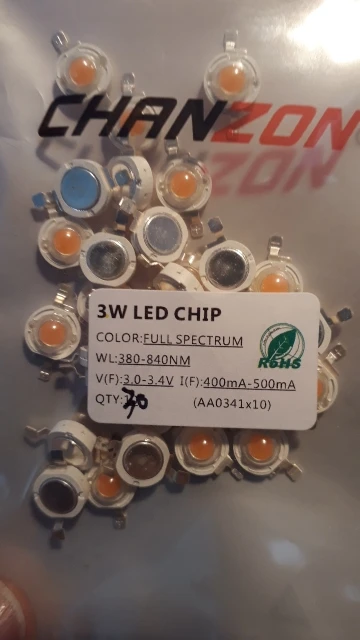 CHANZON
3W LED CHIP
COLOR:FULL SPECTRUM
WL:380-840NM
V(F):3.0-3.4V I(F):400mA-500mA
QTY: (AA0341x10)
RoHS